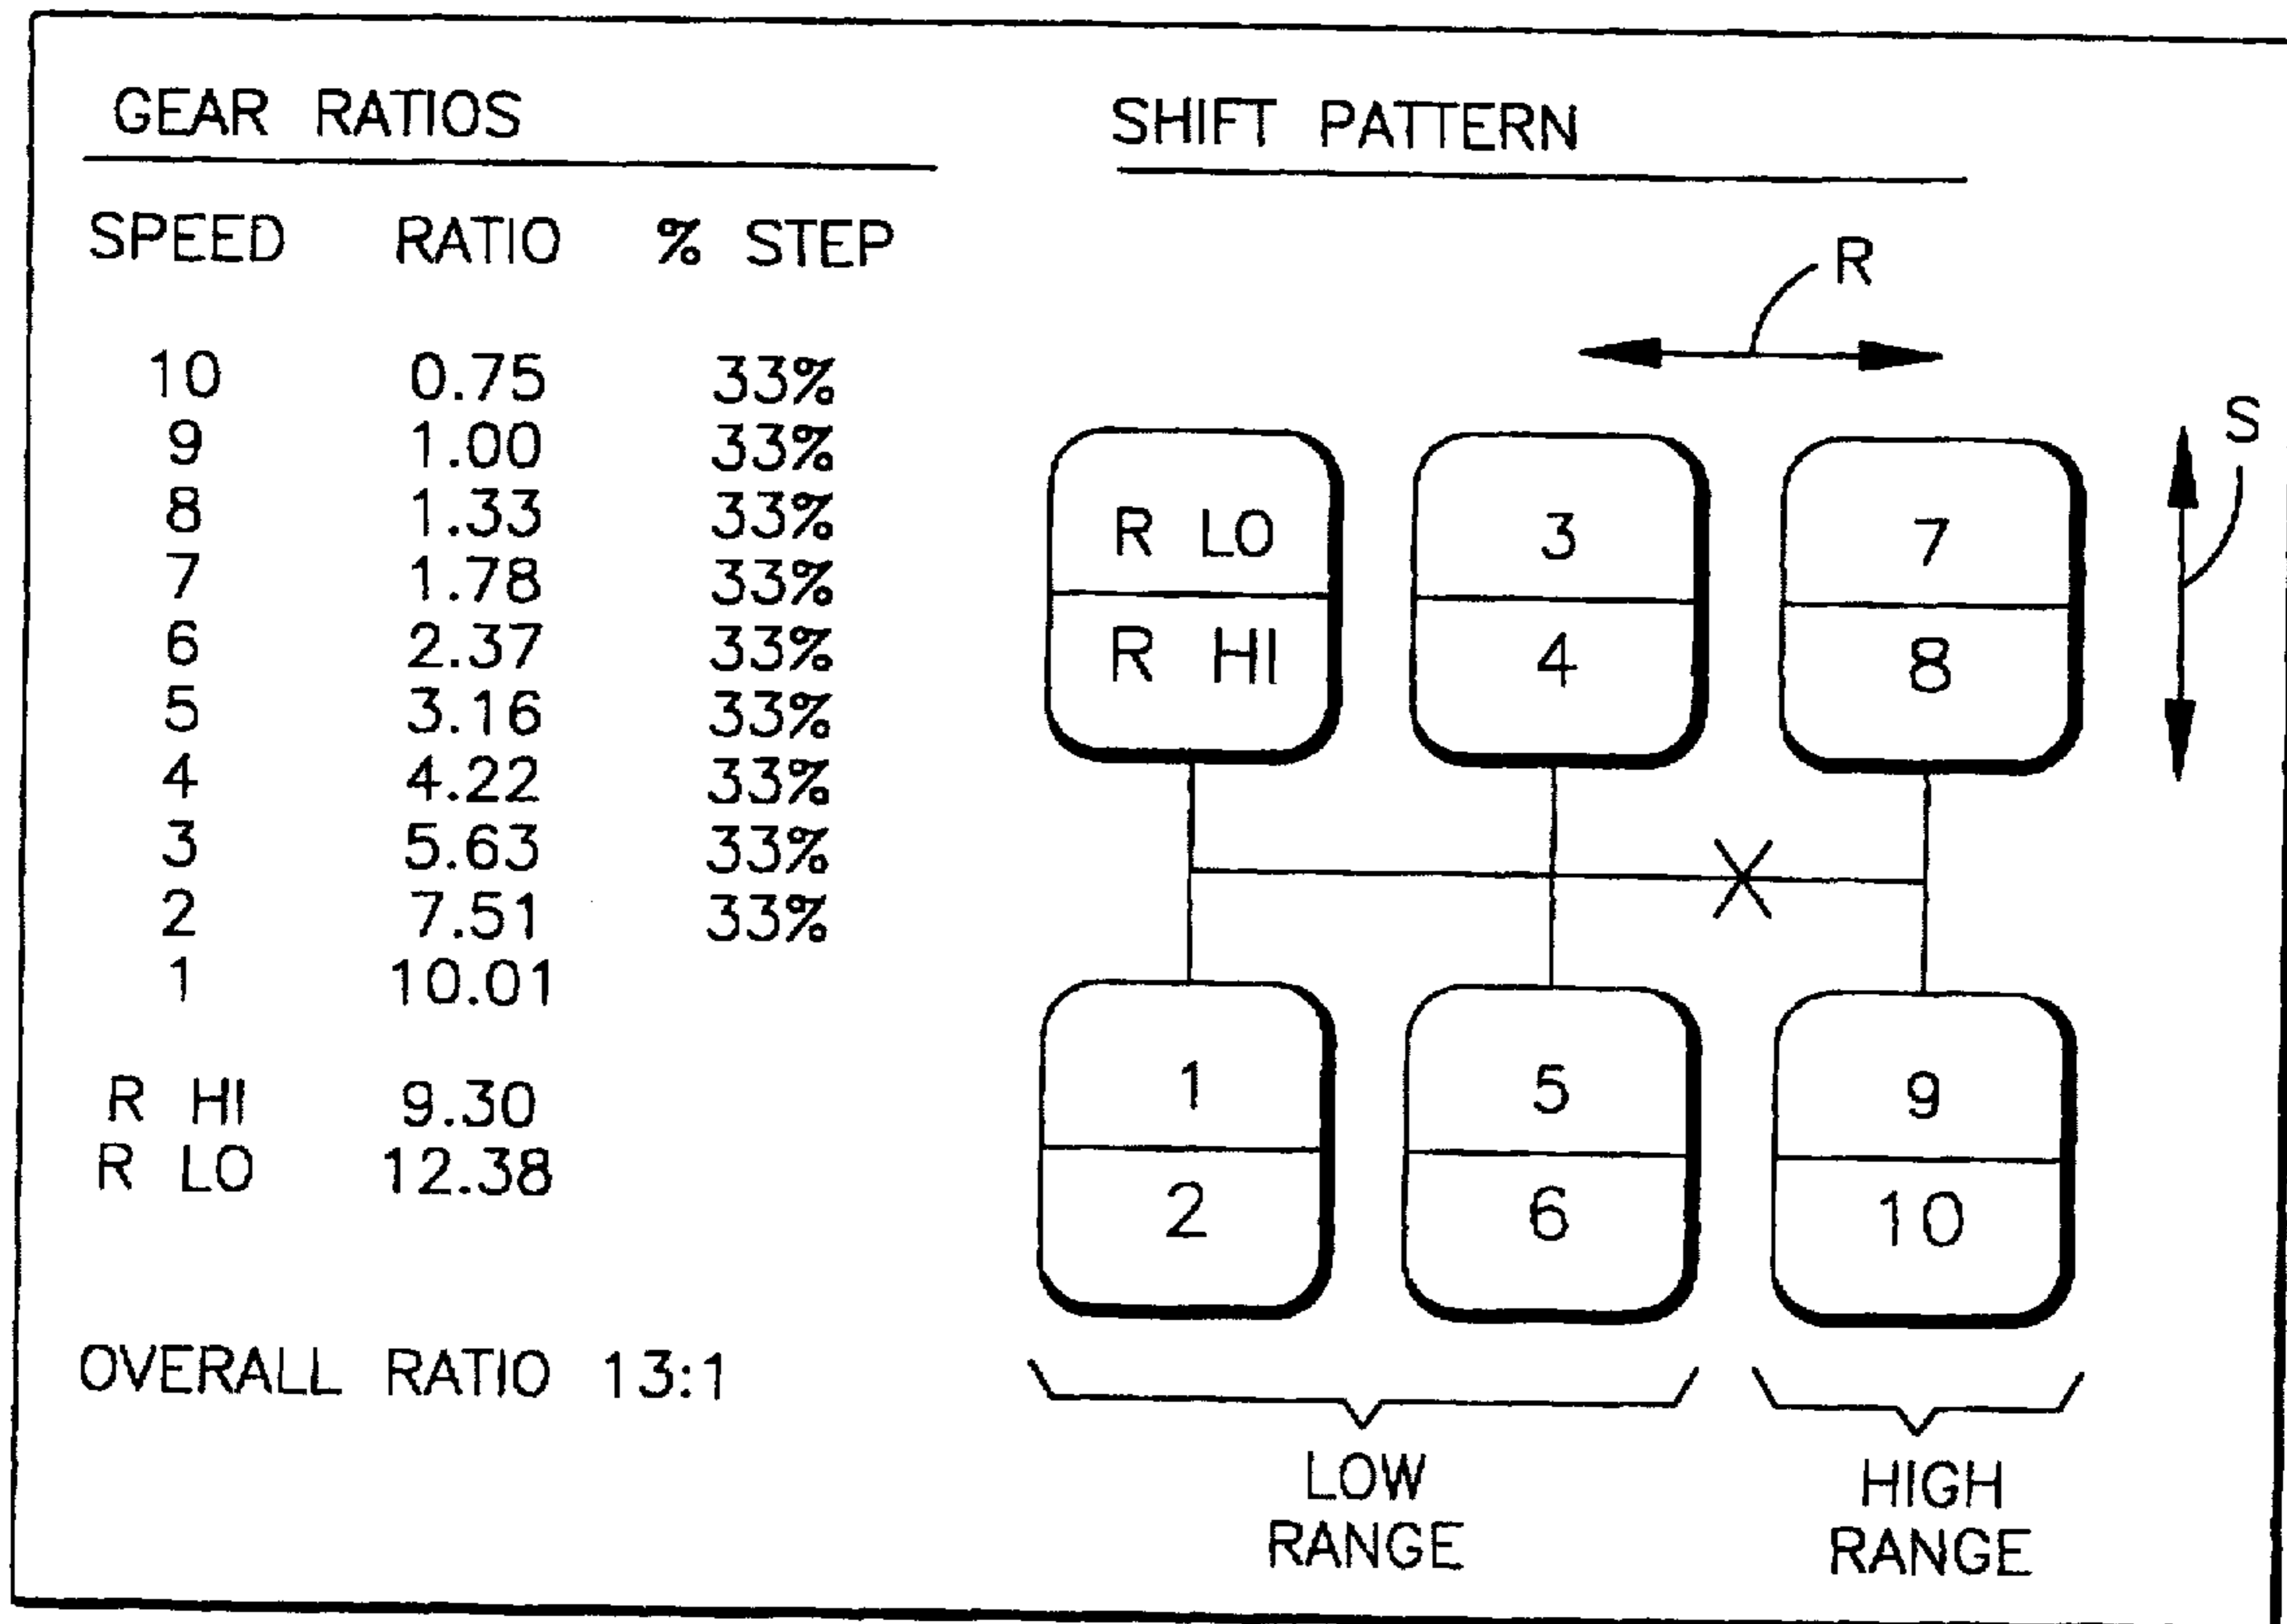 GEAR RATIOS
SPEED RATIO % STEP
10 0.75 33%
9 1.00 33%
8 1.33 33%
7 1.78 33%
6 2.37 33%
5 3.16 33%
4 4.22 33%
3 5.63 33%
2 7.51 33%
1 10.01
R HI 9.30
R LO 12.38
OVERALL RATIO 13:1
SHIFT PATTERN
R
S
R LO
R HI
3
4
7
8
1
2
5
6
9
10
LOW
RANGE
HIGH
RANGE